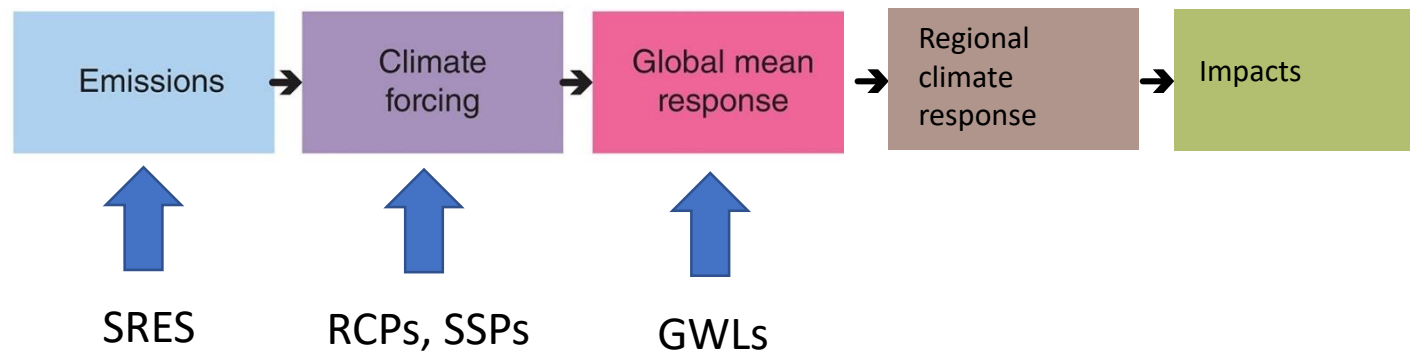 Emissions
Climate
forcing
Global mean
response
Regional
climate
response
Impacts
SRES
RCPs, SSPs
GWLs